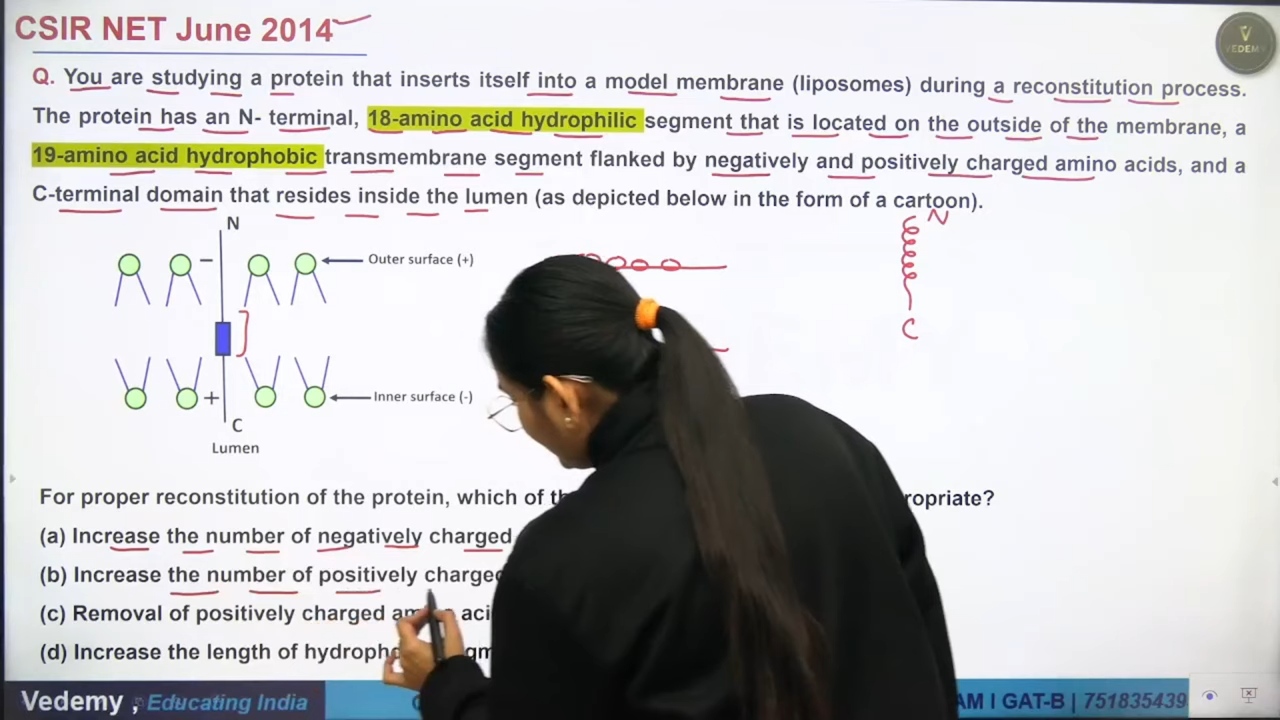 CSIR NET June 2014
VEDEMY
Q. You are studying a protein that inserts itself into a model membrane (liposomes) during a reconstitution process.
The protein has an N- terminal, 18-amino acid hydrophilic segment that is located on the outside of the membrane, a
19-amino acid hydrophobic transmembrane segment flanked by negatively and positively charged amino acids, and a
C-terminal domain that resides inside the lumen (as depicted below in the form of a cartoon).
N
N
− Outer surface (+)
C
+ Inner surface (-)
C
Lumen
For proper reconstitution of the protein, which of
(a) Increase the number of negatively charged
(b) Increase the number of positively charged
(c) Removal of positively charged
(d) Increase the length of
Vedemy , Educating India
AM I GAT-B | 751835439